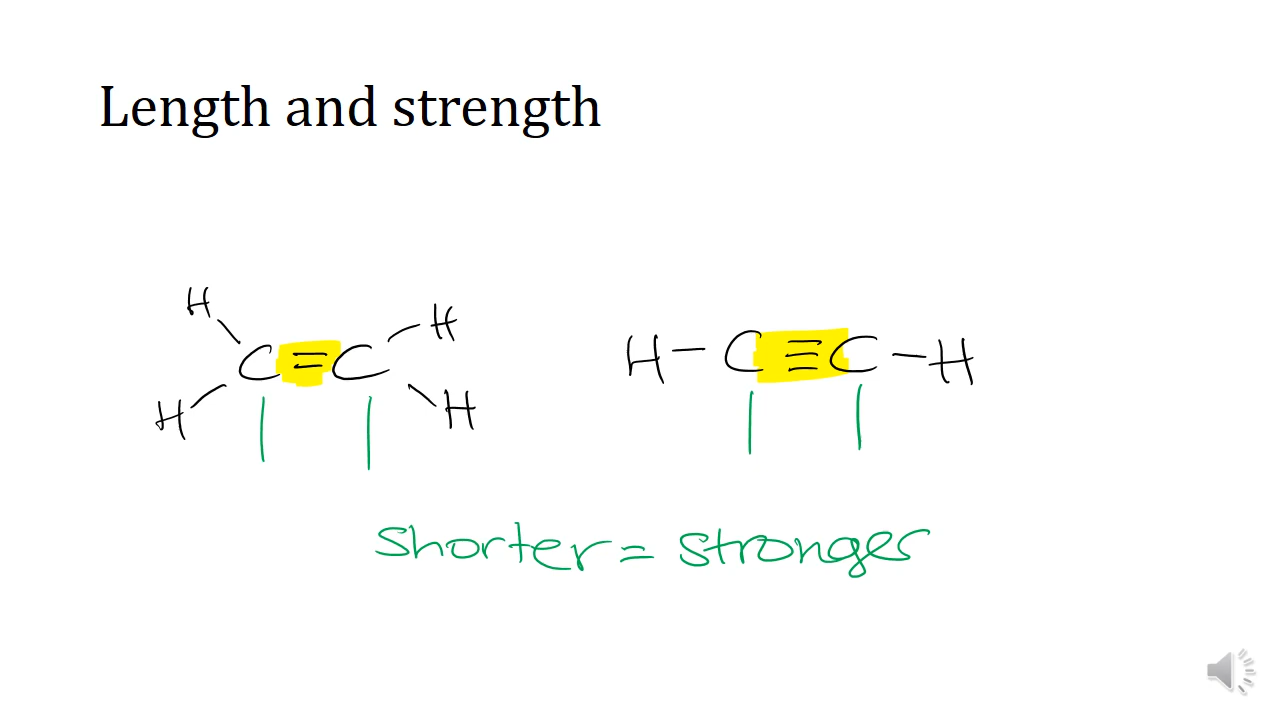 Length and strength
H H
C = C
H H
H - C ≡ C - H
shorter = stronger